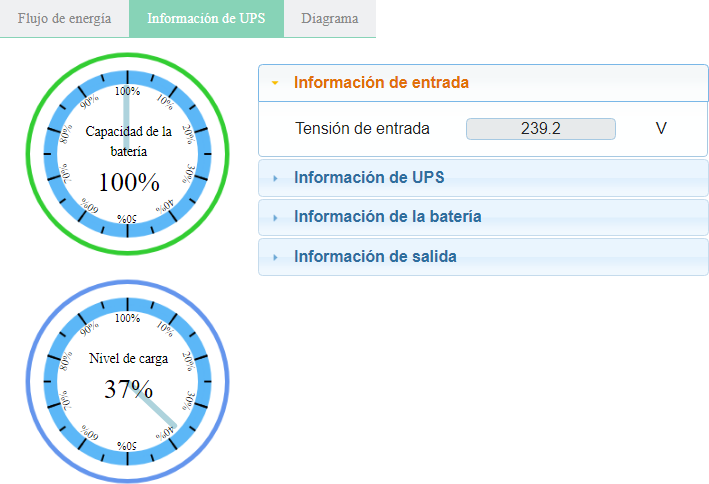 Flujo de energía
Información de UPS
Diagrama
100%
10%
20%
30%
40%
50%
60%
70%
80%
90%
Capacidad de la
batería
100%
Información de entrada
Tensión de entrada 239.2 V
Información de UPS
Información de la batería
Información de salida
100%
10%
20%
30%
40%
50%
60%
70%
80%
90%
Nivel de carga
37%